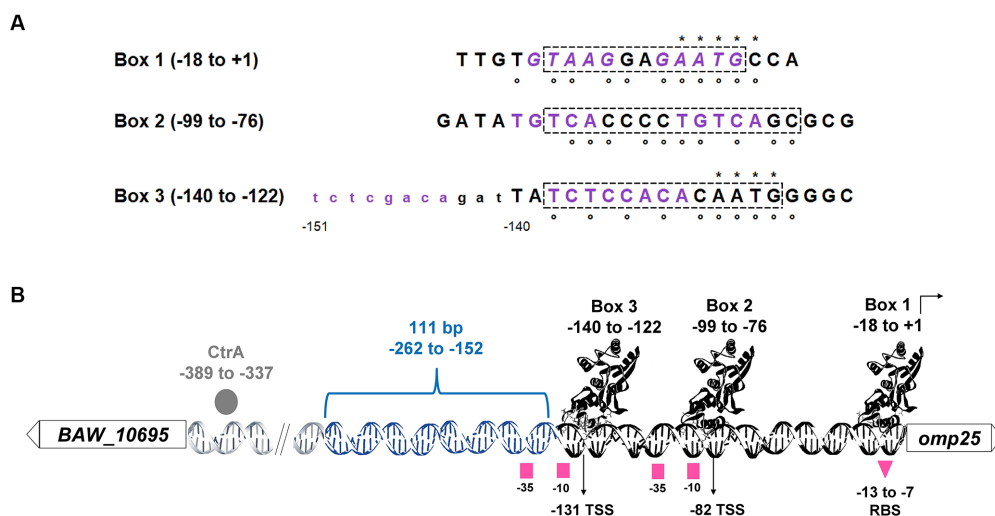 A
* * * * *
Box 1 (-18 to +1) T T G T G T A A G G A G A A T G C C A
Box 2 (-99 to -76) G A T A T G T C A C C C C T G T C A G C G C G
* * * *
Box 3 (-140 to -122) t c t c g a c a g a t T A T C T C C A C A C A A T G G G G C
-151 -140
B
Box 3
-140 to -122
Box 2
-99 to -76
Box 1
-18 to +1
111 bp
-262 to -152
CtrA
-389 to -337
BAW_10695
//
omp25
-35
-10
-131 TSS
-35
-10
-82 TSS
-13 to -7
RBS